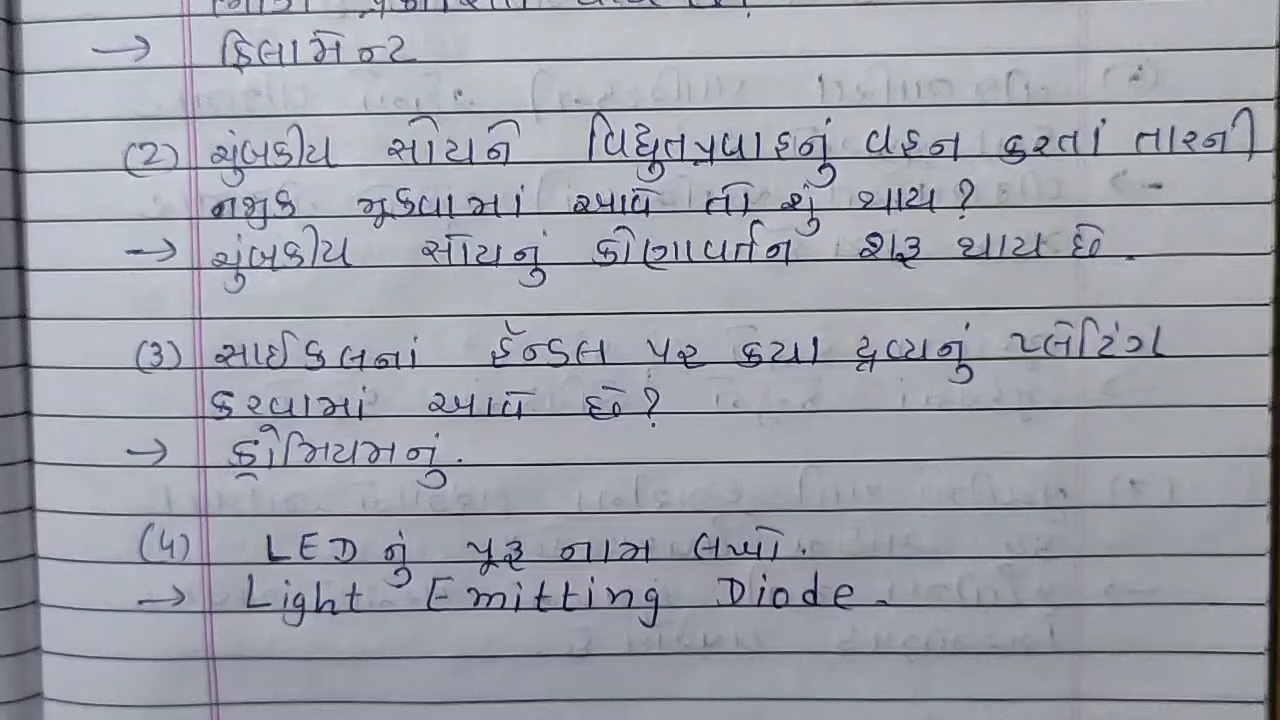 → ફિલામેન્ટ
(2) ચુંબકીય સોયને વિદ્યુતપ્રવાહનું વહન કરતાં તારની
નજીક મૂકવામાં આવે તો શું થાય?
→ ચુંબકીય સોયનું કોણાવર્તન શરૂ થાય છે.
(3) સાઈકલનાં હેન્ડલ પર કયા દ્રવ્યનું પ્લેટિંગ
કરવામાં આવે છે?
→ ક્રોમિયમનું.
(4) LED નું પૂરૂ નામ લખો.
→ Light Emitting Diode.